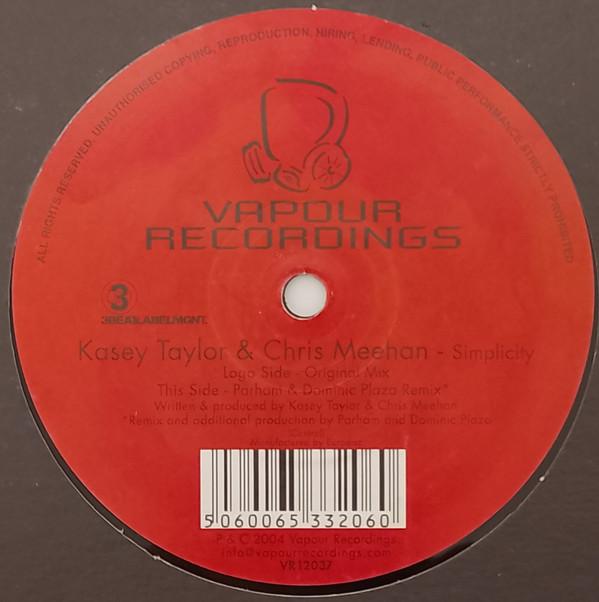 ALL RIGHTS RESERVED. UNAUTHORISED COPYING, REPRODUCTION, HIRING, LENDING, PUBLIC PERFORMANCE STRICTLY PROHIBITED
VAPOUR
RECORDINGS
3
3BEATLABELMGNT.
Kasey Taylor & Chris Meehan - Simplicity
Logo Side - Original Mix
This Side - Parham & Dominic Plaza Remix*
Written & produced by Kasey Taylor & Chris Meehan
*Remix and additional production by Parham and Dominic Plaza
(Control)
Manufactured by Eurodisc
5 060065 332060
P & C 2004 Vapour Recordings.
info@vapourrecordings.com
VR12037